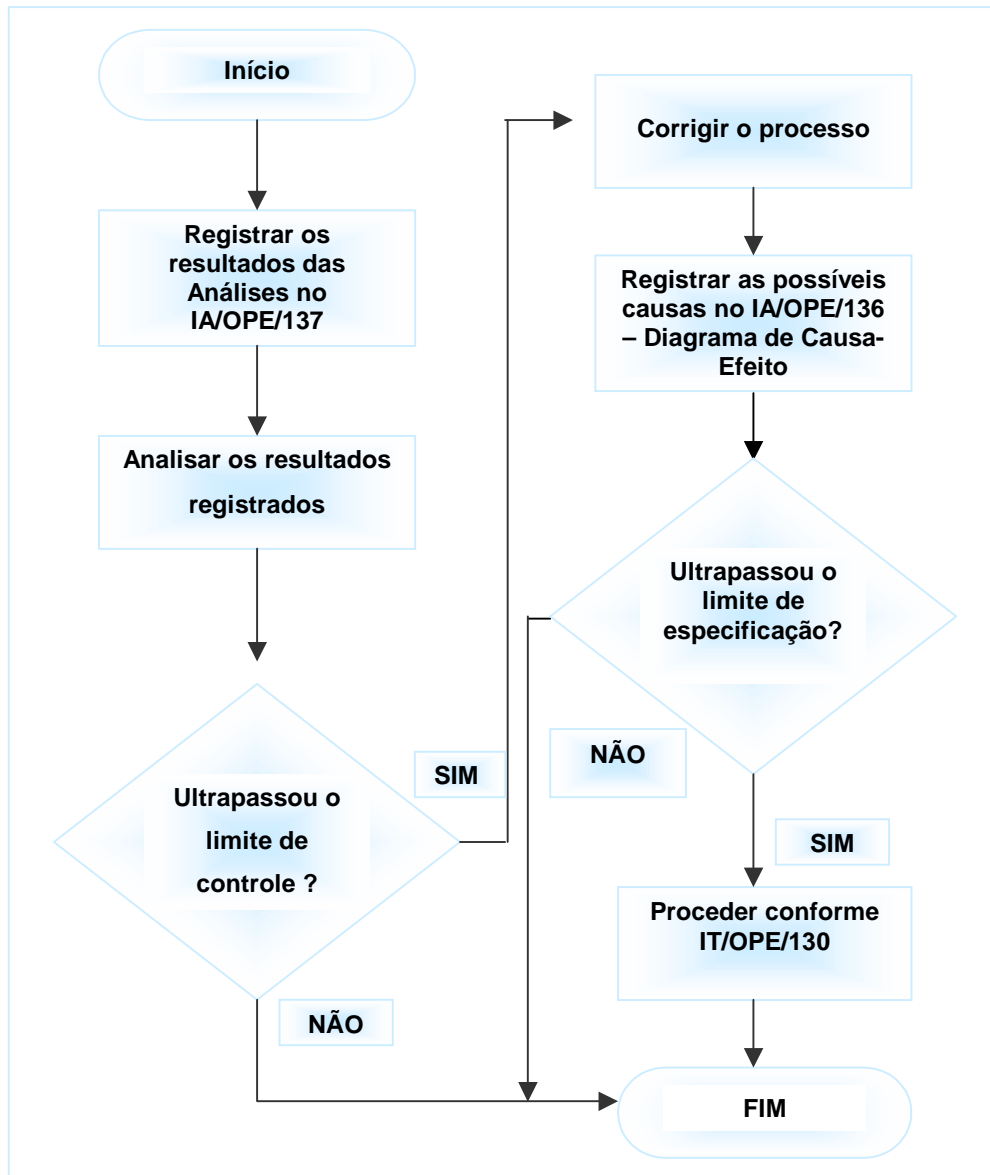 Início
Registrar os
resultados das
Análises no
IA/OPE/137
Analisar os resultados
registrados
Ultrapassou o
limite de
controle ?
SIM
NÃO
Corrigir o processo
Registrar as possíveis
causas no IA/OPE/136
– Diagrama de Causa-
Efeito
Ultrapassou o
limite de
especificação?
NÃO
SIM
Proceder conforme
IT/OPE/130
FIM